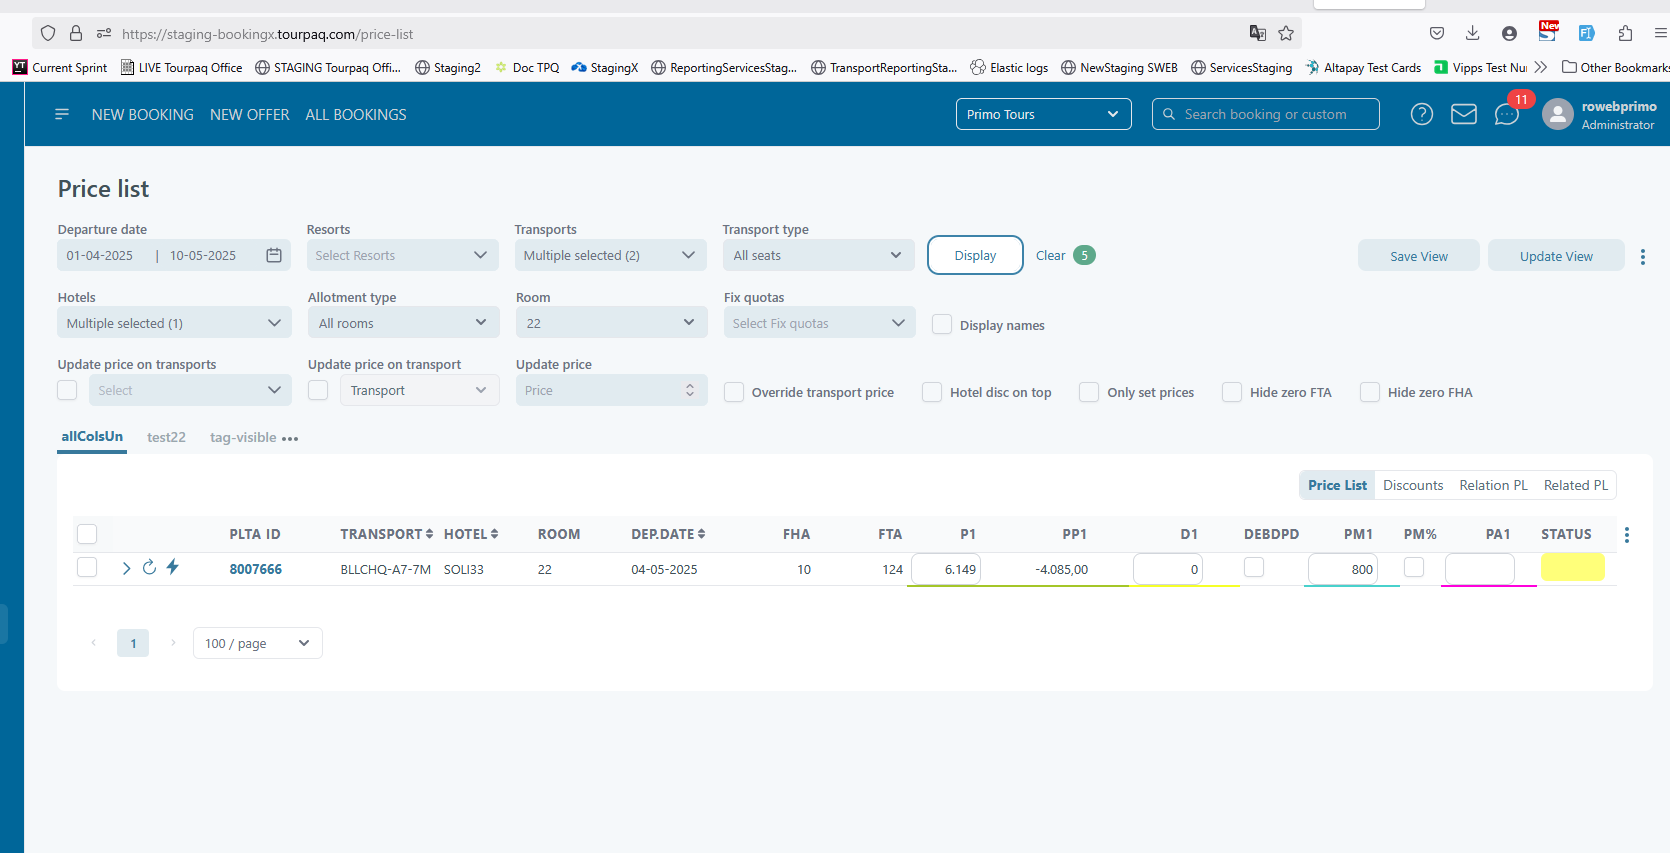 https://staging-bookingx.tourpaq.com/price-list
New
Current Sprint LIVE Tourpaq Office STAGING Tourpaq Offi... Staging2 Doc TPQ StagingX ReportingServicesStag... TransportReportingSta... Elastic logs NewStaging SWEB ServicesStaging Altapay Test Cards Vipps Test Nu Other Bookmarks
NEW BOOKING NEW OFFER ALL BOOKINGS Primo Tours Search booking or custom 11 rowebprimo
Administrator
Price list
Departure date Resorts Transports Transport type
01-04-2025 | 10-05-2025 Select Resorts Multiple selected (2) All seats Display Clear 5 Save View Update View
Hotels Allotment type Room Fix quotas
Multiple selected (1) All rooms 22 Select Fix quotas Display names
Update price on transports Update price on transport Update price
Select Transport Price Override transport price Hotel disc on top Only set prices Hide zero FTA Hide zero FHA
allColsUn test22 tag-visible
Price List Discounts Relation PL Related PL
PLTA ID TRANSPORT HOTEL ROOM DEP.DATE FHA FTA P1 PP1 D1 DEBDPD PM1 PM% PA1 STATUS
8007666 BLLCHQ-A7-7M SOLI33 22 04-05-2025 10 124 6.149 -4.085,00 0 800
1 100 / page